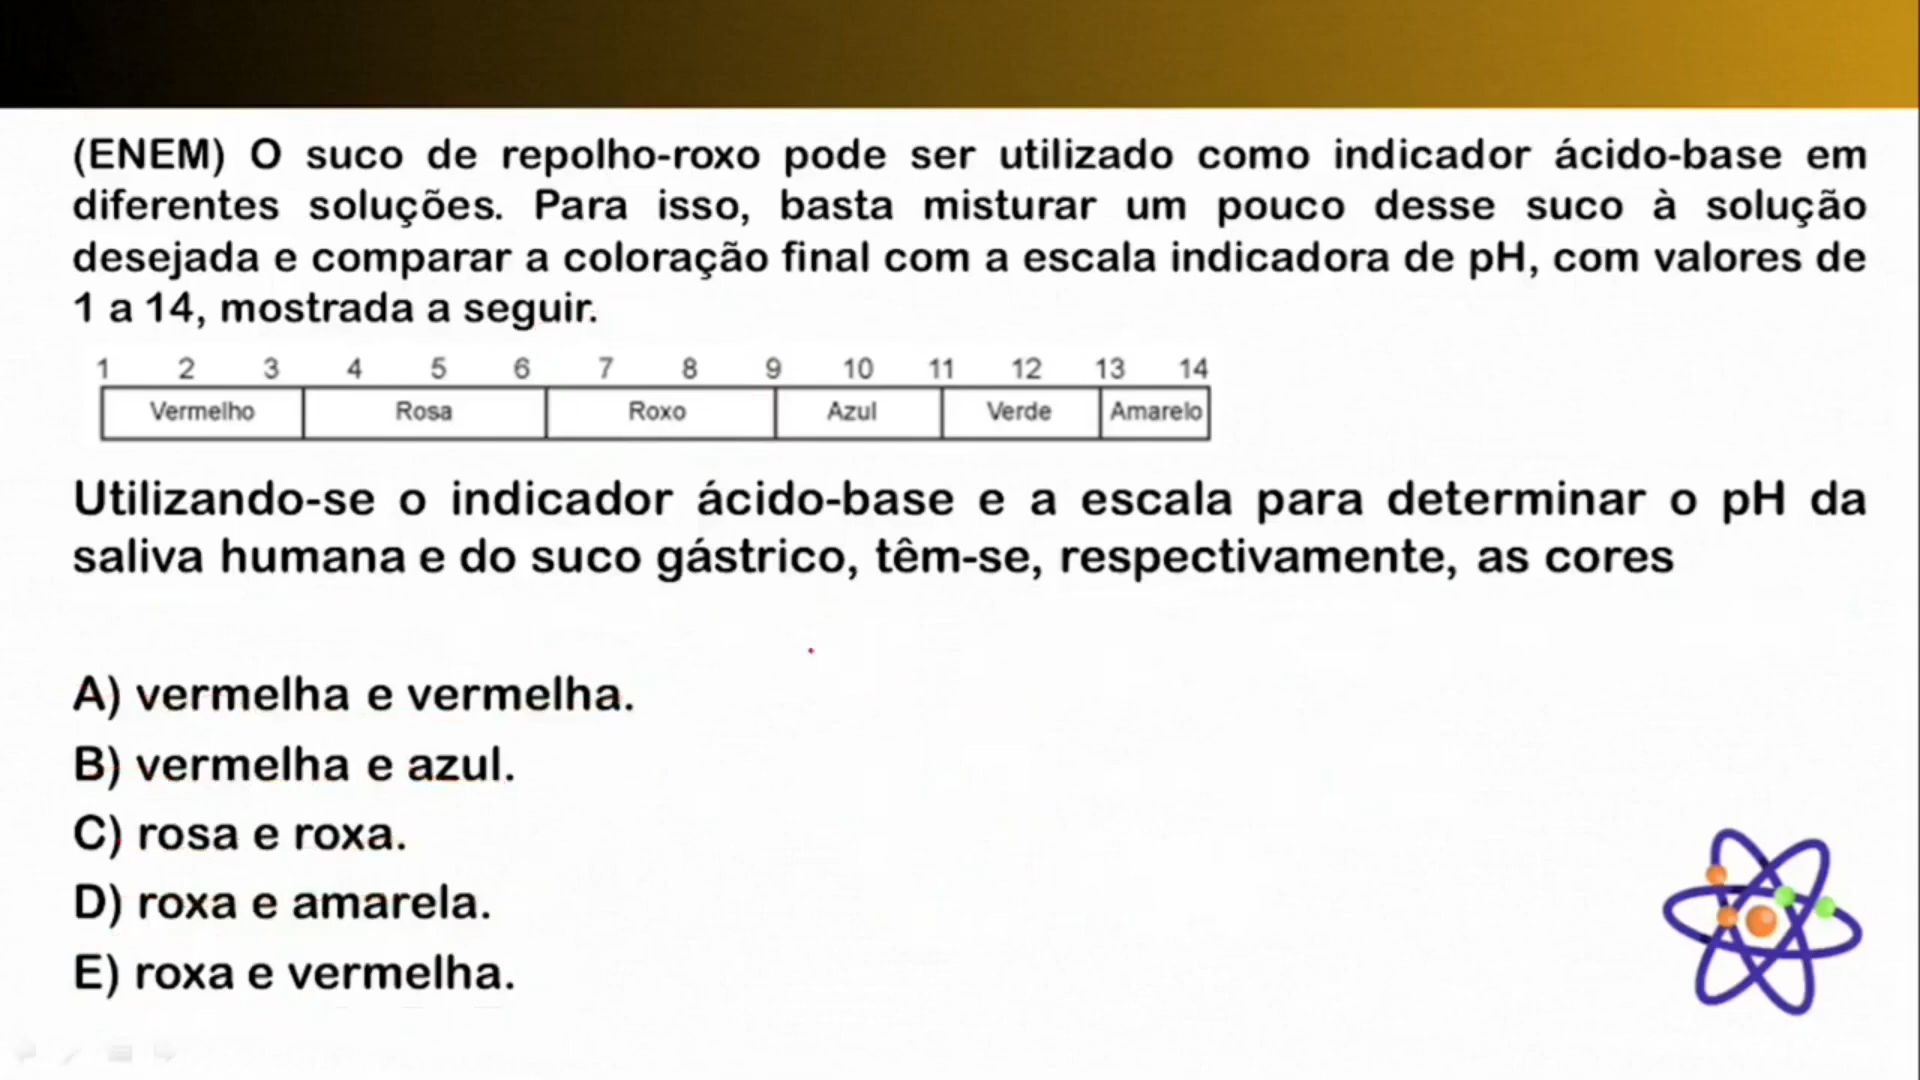 (ENEM) O suco de repolho-roxo pode ser utilizado como indicador ácido-base em
diferentes soluções. Para isso, basta misturar um pouco desse suco à solução
desejada e comparar a coloração final com a escala indicadora de pH, com valores de
1 a 14, mostrada a seguir.
1 2 3 4 5 6 7 8 9 10 11 12 13 14
Vermelho Rosa Roxo Azul Verde Amarelo
Utilizando-se o indicador ácido-base e a escala para determinar o pH da
saliva humana e do suco gástrico, têm-se, respectivamente, as cores
A) vermelha e vermelha.
B) vermelha e azul.
C) rosa e roxa.
D) roxa e amarela.
E) roxa e vermelha.